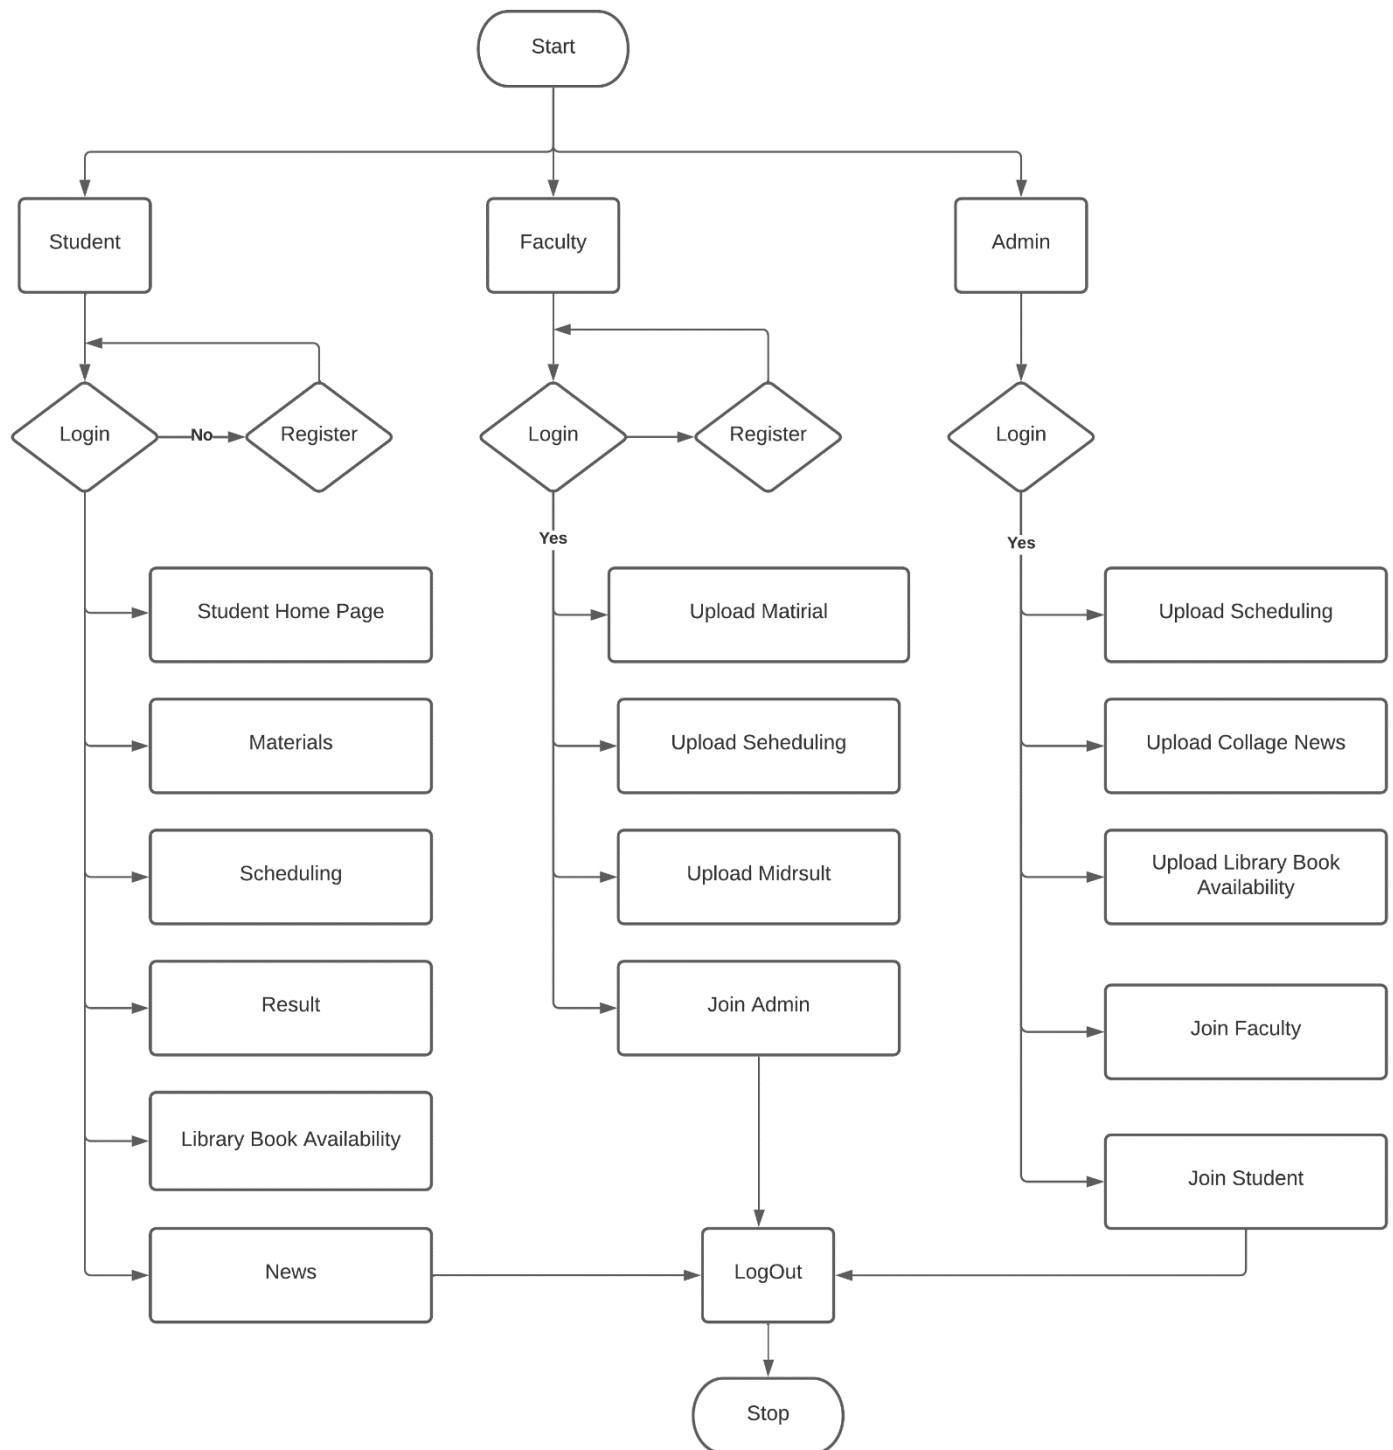 Start
Student
Faculty
Admin
Login
No
Register
Login
Register
Login
Yes
Yes
Student Home Page
Upload Matirial
Upload Scheduling
Materials
Upload Seheduling
Upload Collage News
Scheduling
Upload Midrsult
Upload Library Book
Availability
Result
Join Admin
Join Faculty
Library Book Availability
Join Student
News
LogOut
Stop